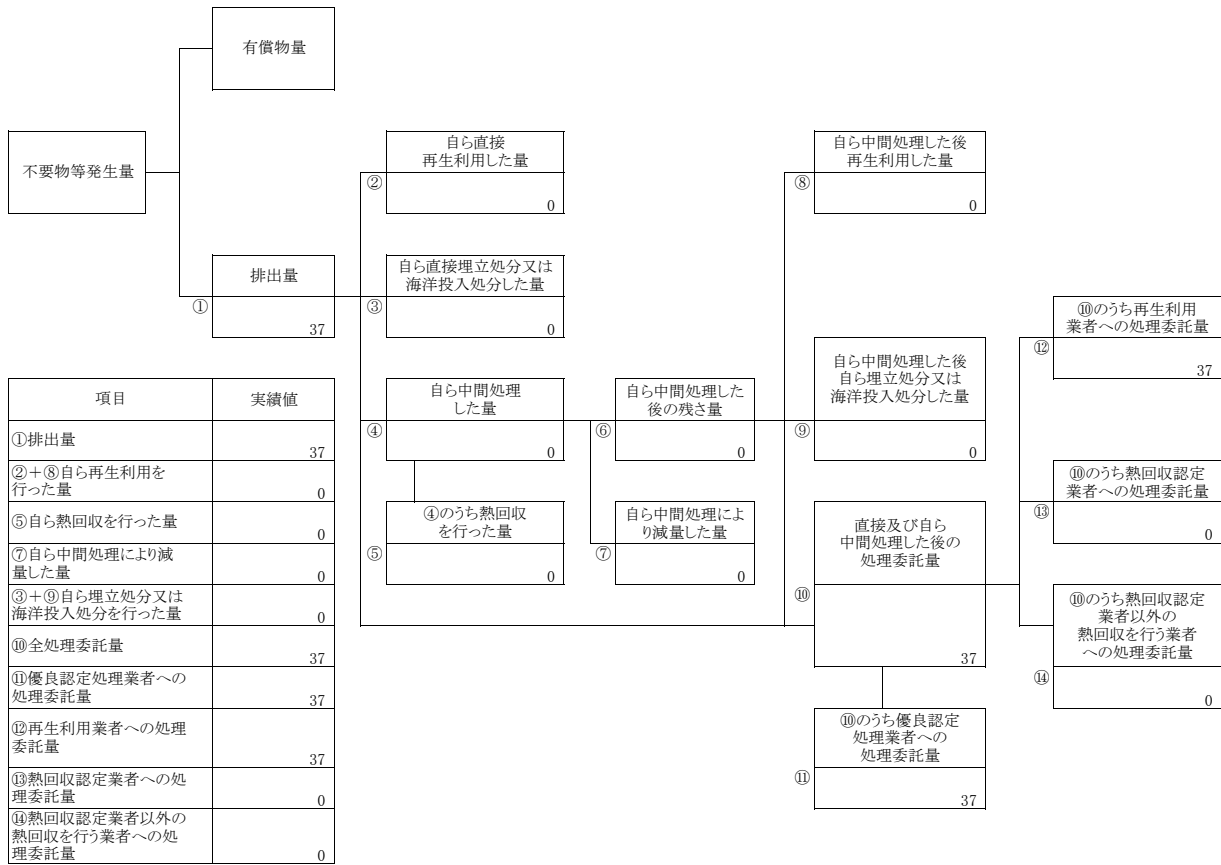 有償物量
不要物等発生量
自ら直接
再生利用した量
②
0
自ら中間処理した後
再生利用した量
⑧
0
排出量
①
37
自ら直接埋立処分又は
海洋投入処分した量
③
0
⑩のうち再生利用
業者への処理委託量
⑫
37
自ら中間処理
した量
④
0
自ら中間処理した
後の残さ量
⑥
0
自ら中間処理した後
自ら埋立処分又は
海洋投入処分した量
⑨
0
⑩のうち熱回収認定
業者への処理委託量
⑬
0
④のうち熱回収
を行った量
⑤
0
自ら中間処理によ
り減量した量
⑦
0
直接及び自ら
中間処理した後の
処理委託量
⑩
37
⑩のうち熱回収認定
業者以外の
熱回収を行う業者
への処理委託量
⑭
0
⑩のうち優良認定
処理業者への
処理委託量
⑪
37
項目 実績値
①排出量 37
②+⑧自ら再生利用を
行った量 0
⑤自ら熱回収を行った量 0
⑦自ら中間処理により減
量した量 0
③+⑨自ら埋立処分又は
海洋投入処分を行った量 0
⑩全処理委託量 37
⑪優良認定処理業者への
処理委託量 37
⑫再生利用業者への処理
委託量 37
⑬熱回収認定業者への処
理委託量 0
⑭熱回収認定業者以外の
熱回収を行う業者への処
理委託量 0